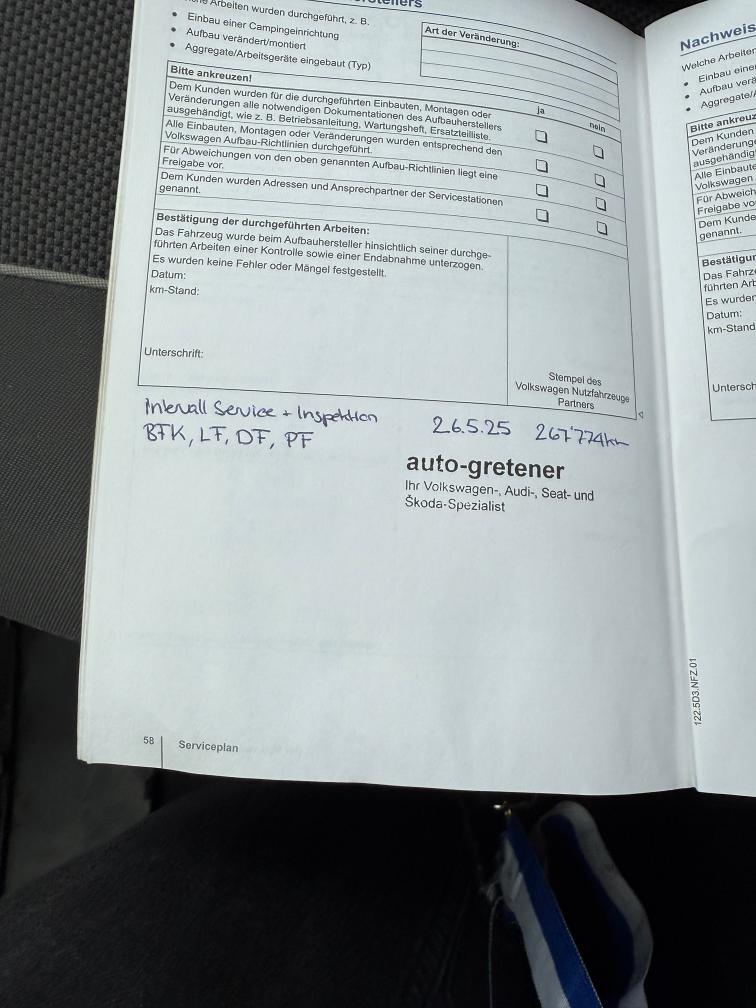 Arbeiten wurden durchgeführt, z. B.
• Einbau einer Campingeinrichtung
• Aufbau verändert/montiert
• Aggregate/Arbeitsgeräte eingebaut (Typ)
Art der Veränderung:
Bitte ankreuzen!
ja
nein
Dem Kunden wurden für die durchgeführten Einbauten, Montagen oder
Veränderungen alle notwendigen Dokumentationen des Aufbauherstellers
ausgehändigt, wie z. B. Betriebsanleitung, Wartungsheft, Ersatzteilliste.
Alle Einbauten, Montagen oder Veränderungen wurden entsprechend den
Volkswagen Aufbau-Richtlinien durchgeführt.
Für Abweichungen von den oben genannten Aufbau-Richtlinien liegt eine
Freigabe vor.
Dem Kunden wurden Adressen und Ansprechpartner der Servicestationen
genannt.
Bestätigung der durchgeführten Arbeiten:
Das Fahrzeug wurde beim Aufbauhersteller hinsichtlich seiner durchge-
führten Arbeiten einer Kontrolle sowie einer Endabnahme unterzogen.
Es wurden keine Fehler oder Mängel festgestellt.
Datum:
km-Stand:
Unterschrift:
Stempel des
Volkswagen Nutzfahrzeuge
Partners
Intervall Service + Inspektion
BFK, LF, DF, PF
26.5.25 267'774km
auto-gretener
Ihr Volkswagen-, Audi-, Seat- und
Škoda-Spezialist
58 Serviceplan
122.5D3.NFZ.01
Nachweis
Welche Arbeiten
• Einbau eine
• Aufbau verä
• Aggregate/A
Bitte ankreuz
Dem Kunden
Veränderung
ausgehändigt
Alle Einbaute
Volkswagen
Für Abweich
Freigabe vo
Dem Kunde
genannt.
Bestätigur
Das Fahrze
führten Arb
Es wurden
Datum:
km-Stand
Untersch